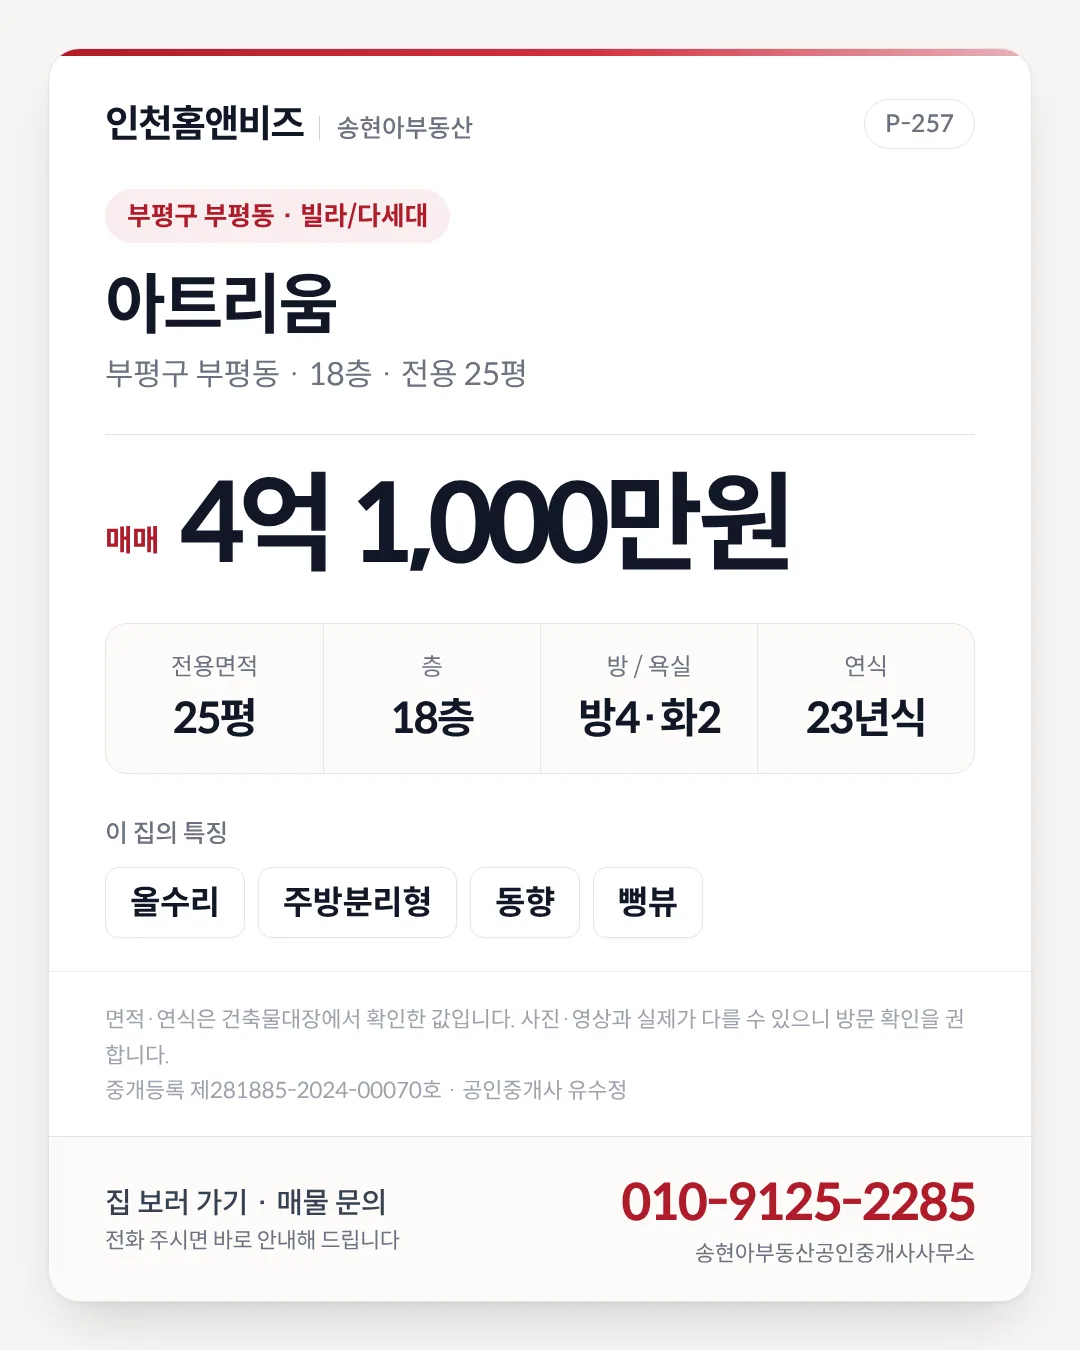 인천홈앤비즈 | 송현아부동산
P-257
부평구 부평동 · 빌라/다세대
아트리움
부평구 부평동 · 18층 · 전용 25평
매매 4억 1,000만원
전용면적 층 방 / 욕실 연식
25평 18층 방4·화2 23년식
이 집의 특징
올수리 주방분리형 동향 뻥뷰
면적·연식은 건축물대장에서 확인한 값입니다. 사진·영상과 실제가 다를 수 있으니 방문 확인을 권
합니다.
중개등록 제281885-2024-00070호 · 공인중개사 유수정
집 보러 가기 · 매물 문의
전화 주시면 바로 안내해 드립니다
010-9125-2285
송현아부동산공인중개사사무소